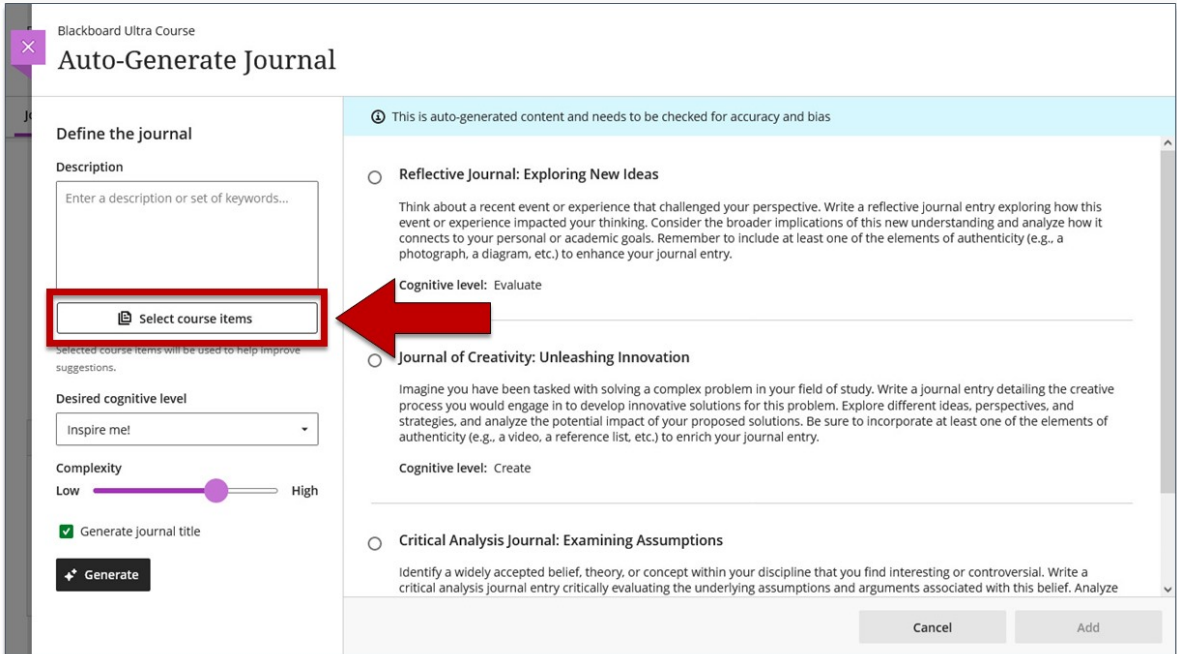 Blackboard Ultra Course
Auto-Generate Journal
Define the journal
Description
Enter a description or set of keywords...
Select course items
Selected course items will be used to help improve
suggestions.
Desired cognitive level
Inspire me!
Complexity
Low
High
Generate journal title
Generate
This is auto-generated content and needs to be checked for accuracy and bias
Reflective Journal: Exploring New Ideas
Think about a recent event or experience that challenged your perspective. Write a reflective journal entry exploring how this
event or experience impacted your thinking. Consider the broader implications of this new understanding and analyze how it
connects to your personal or academic goals. Remember to include at least one of the elements of authenticity (e.g., a
photograph, a diagram, etc.) to enhance your journal entry.
Cognitive level: Evaluate
Journal of Creativity: Unleashing Innovation
Imagine you have been tasked with solving a complex problem in your field of study. Write a journal entry detailing the creative
process you would engage in to develop innovative solutions for this problem. Explore different ideas, perspectives, and
strategies, and analyze the potential impact of your proposed solutions. Be sure to incorporate at least one of the elements of
authenticity (e.g., a video, a reference list, etc.) to enrich your journal entry.
Cognitive level: Create
Critical Analysis Journal: Examining Assumptions
Identify a widely accepted belief, theory, or concept within your discipline that you find interesting or controversial. Write a
critical analysis journal entry critically evaluating the underlying assumptions and arguments associated with this belief. Analyze
Cancel
Add